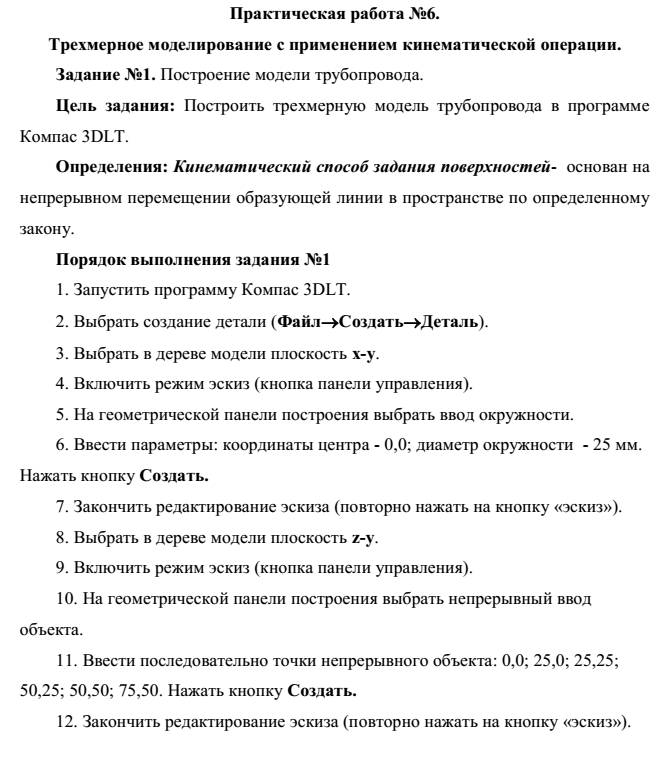 Практическая работа №6.
Трехмерное моделирование с применением кинематической операции.
Задание №1. Построение модели трубопровода.
Цель задания: Построить трехмерную модель трубопровода в программе
Компас 3DLT.
Определения: Кинематический способ задания поверхностей- основан на
непрерывном перемещении образующей линии в пространстве по определенному
закону.
Порядок выполнения задания №1
1. Запустить программу Компас 3DLT.
2. Выбрать создание детали (Файл→Создать→Деталь).
3. Выбрать в дереве модели плоскость x-y.
4. Включить режим эскиз (кнопка панели управления).
5. На геометрической панели построения выбрать ввод окружности.
6. Ввести параметры: координаты центра - 0,0; диаметр окружности - 25 мм.
Нажать кнопку Создать.
7. Закончить редактирование эскиза (повторно нажать на кнопку «эскиз»).
8. Выбрать в дереве модели плоскость z-y.
9. Включить режим эскиз (кнопка панели управления).
10. На геометрической панели построения выбрать непрерывный ввод
объекта.
11. Ввести последовательно точки непрерывного объекта: 0,0; 25,0; 25,25;
50,25; 50,50; 75,50. Нажать кнопку Создать.
12. Закончить редактирование эскиза (повторно нажать на кнопку «эскиз»).